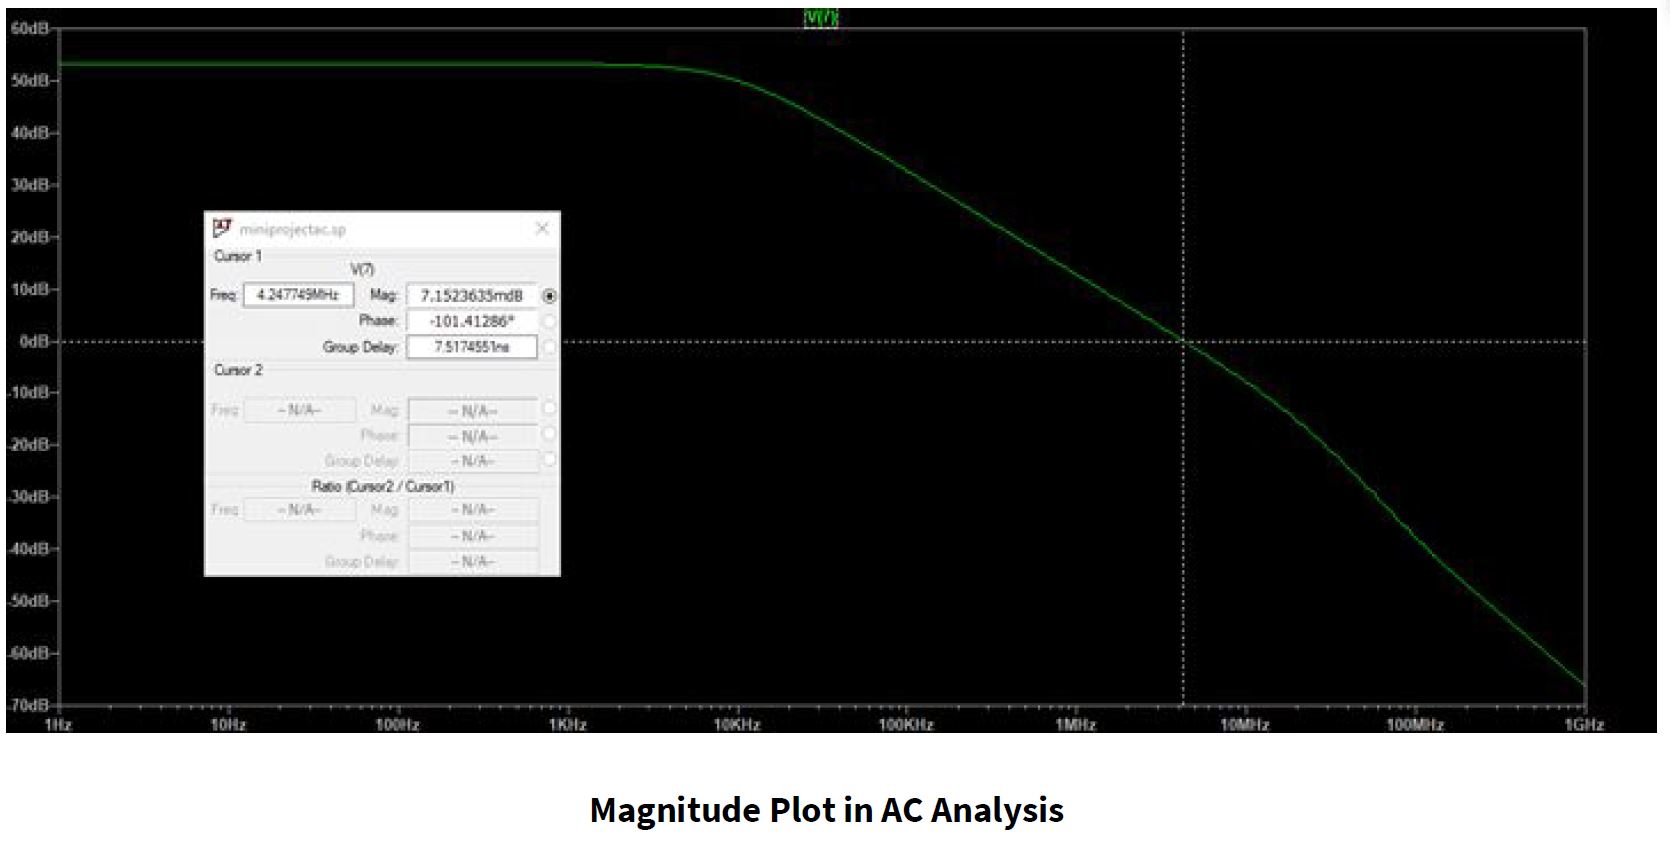 V(7)
60dB
50dB
40dB
30dB
20dB
10dB
0dB
-10dB
-20dB
-30dB
-40dB
-50dB
-60dB
-70dB
miniprojectac.sp
Cursor 1
V(7)
Freq: 4.247749MHz Mag: 7.1523635mdB
Phase: -101.41286°
Group Delay: 7.5174551ns
Cursor 2
Freq: -- N/A-- Mag: -- N/A--
Phase: -- N/A--
Group Delay: -- N/A--
Ratio (Cursor2 / Cursor1)
Freq: -- N/A-- Mag: -- N/A--
Phase: -- N/A--
Group Delay: -- N/A--
1Hz 10Hz 100Hz 1KHz 10KHz 100KHz 1MHz 10MHz 100MHz 1GHz
Magnitude Plot in AC Analysis